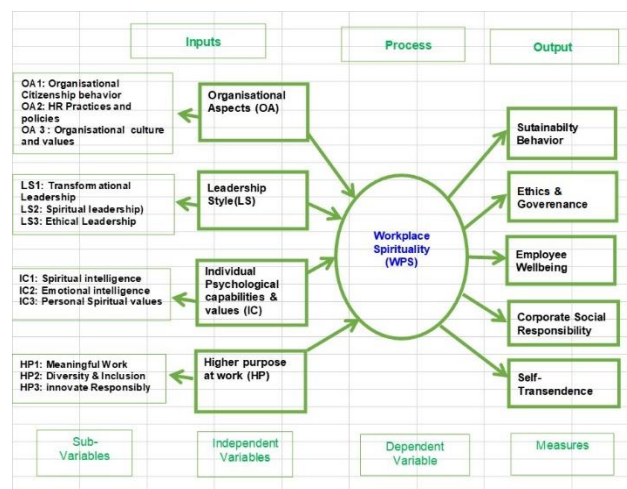 Inputs
Process
Output
OA1: Organisational
Citizenship behavior
OA2: HR Practices and
policies
OA 3 : Organisational culture
and values
Organisational
Aspects (OA)
LS1: Transformational
Leadership
LS2: Spiritual leadership)
LS3: Ethical Leadership
Leadership
Style(LS)
IC1: Spiritual intelligence
IC2: Emotional intelligence
IC3: Personal Spiritual values
Individual
Psychological
capabilities &
values (IC)
HP1: Meaningful Work
HP2: Diversity & Inclusion
HP3: innovate Responsibly
Higher purpose
at work (HP)
Workplace
Spirituality
(WPS)
Sutainabilty
Behavior
Ethics &
Goverenance
Employee
Wellbeing
Corporate Social
Responsibility
Self-
Transendence
Sub-
Variables
Independent
Variables
Dependent
Variable
Measures